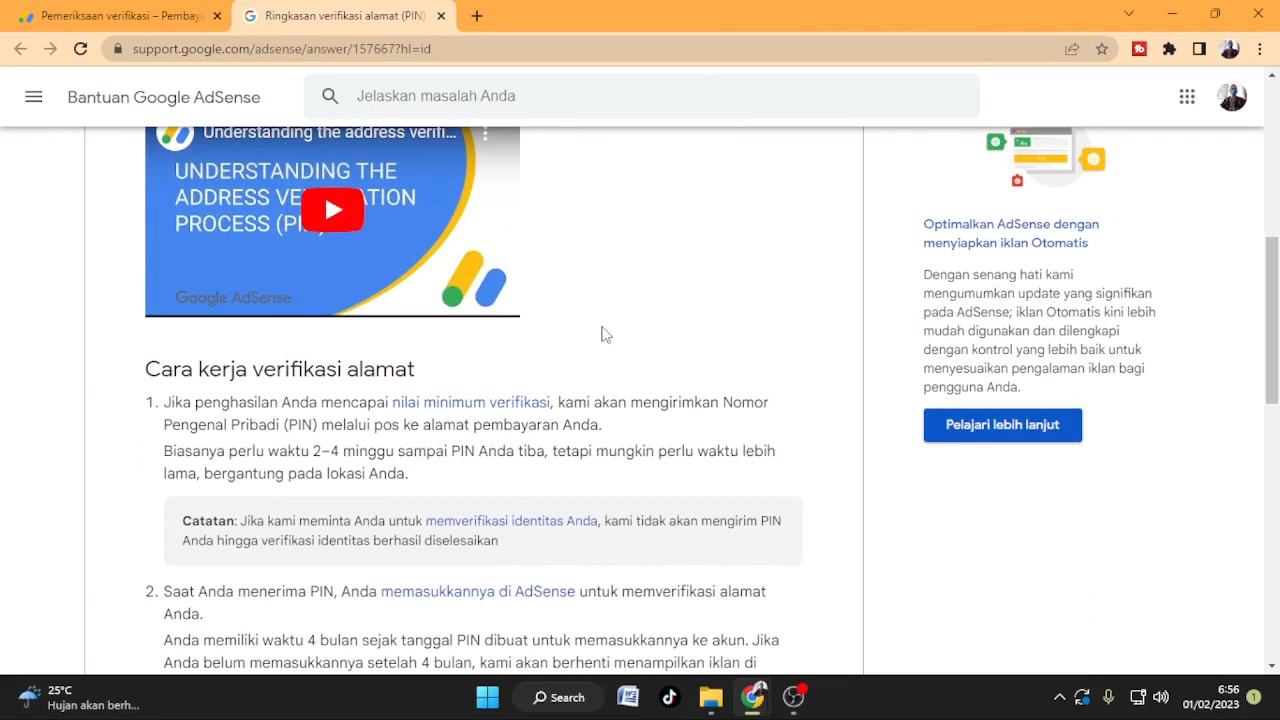 Pemeriksaan verifikasi – Pembaya
Ringkasan verifikasi alamat (PIN)
support.google.com/adsense/answer/157667?hl=id
Bantuan Google AdSense
Jelaskan masalah Anda
Understanding the address verifi...
UNDERSTANDING THE
ADDRESS VE ATION
PROCESS (PI )
Google AdSense
Cara kerja verifikasi alamat
1. Jika penghasilan Anda mencapai nilai minimum verifikasi, kami akan mengirimkan Nomor
Pengenal Pribadi (PIN) melalui pos ke alamat pembayaran Anda.
Biasanya perlu waktu 2–4 minggu sampai PIN Anda tiba, tetapi mungkin perlu waktu lebih
lama, bergantung pada lokasi Anda.
Catatan: Jika kami meminta Anda untuk memverifikasi identitas Anda, kami tidak akan mengirim PIN
Anda hingga verifikasi identitas berhasil diselesaikan
2. Saat Anda menerima PIN, Anda memasukkannya di AdSense untuk memverifikasi alamat
Anda.
Anda memiliki waktu 4 bulan sejak tanggal PIN dibuat untuk memasukkannya ke akun. Jika
Anda belum memasukkannya setelah 4 bulan, kami akan berhenti menampilkan iklan di
Optimalkan AdSense dengan
menyiapkan iklan Otomatis
Dengan senang hati kami
mengumumkan update yang signifikan
pada AdSense; iklan Otomatis kini lebih
mudah digunakan dan dilengkapi
dengan kontrol yang lebih baik untuk
menyesuaikan pengalaman iklan bagi
pengguna Anda.
Pelajari lebih lanjut
25°C
Hujan akan berh...
Search
6:56
01/02/2023
1